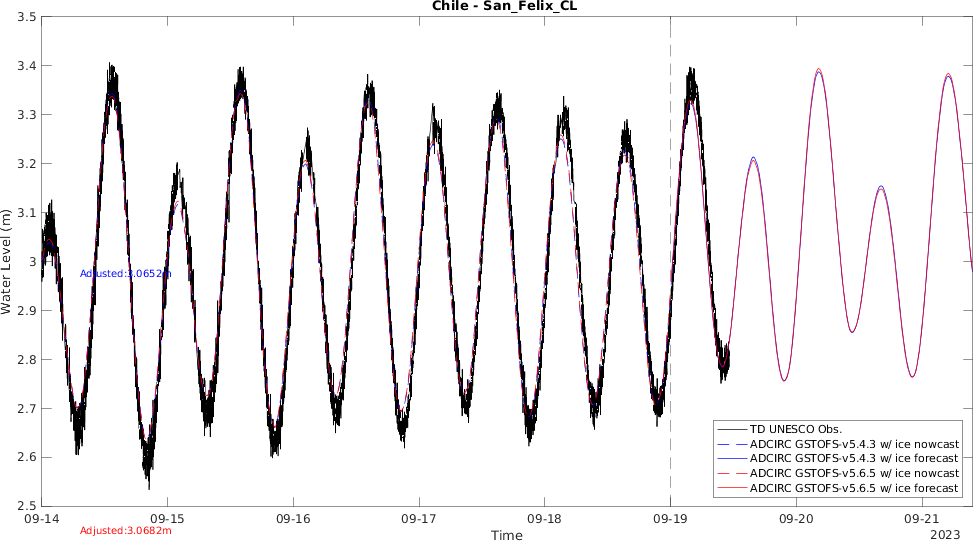 Chile - San_Felix_CL
3.5
3.4
3.3
3.2
3.1
3
2.9
2.8
2.7
2.6
2.5
Water Level (m)
Adjusted:3.0652m
TD UNESCO Obs.
ADCIRC GSTOFS-v5.4.3 w/ ice nowcast
ADCIRC GSTOFS-v5.4.3 w/ ice forecast
ADCIRC GSTOFS-v5.6.5 w/ ice nowcast
ADCIRC GSTOFS-v5.6.5 w/ ice forecast
09-14 09-15 09-16 09-17 09-18 09-19 09-20 09-21
Adjusted:3.0682m
Time
2023